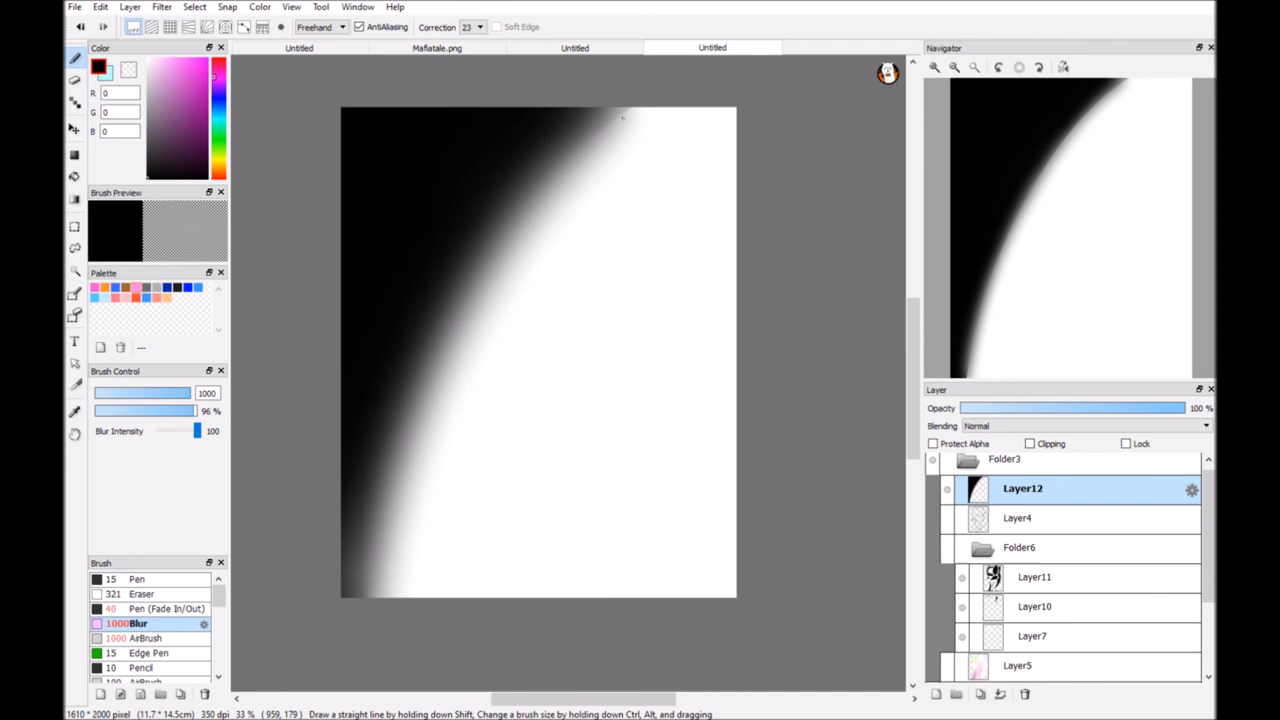 File Edit Layer Filter Select Snap Color View Tool Window Help
Freehand AntiAliasing Correction 23 Soft Edge
Color
Untitled Mafiatale.png Untitled Untitled
Navigator
R 0
G 0
B 0
Brush Preview
Palette
---
Brush Control
1000
96 %
Blur Intensity 100
Layer
Opacity 100 %
Blending Normal
Protect Alpha Clipping Lock
Folder3
Layer12
Layer4
Folder6
Layer11
Layer10
Layer7
Layer5
Brush
15 Pen
321 Eraser
40 Pen (Fade In/Out)
1000 Blur
1000 AirBrush
15 Edge Pen
10 Pencil
100 AirBrush
1610 * 2000 pixel (11.7 * 14.5cm) 350 dpi 33 % ( 959, 179 ) Draw a straight line by holding down Shift, Change a brush size by holding down Ctrl, Alt, and dragging